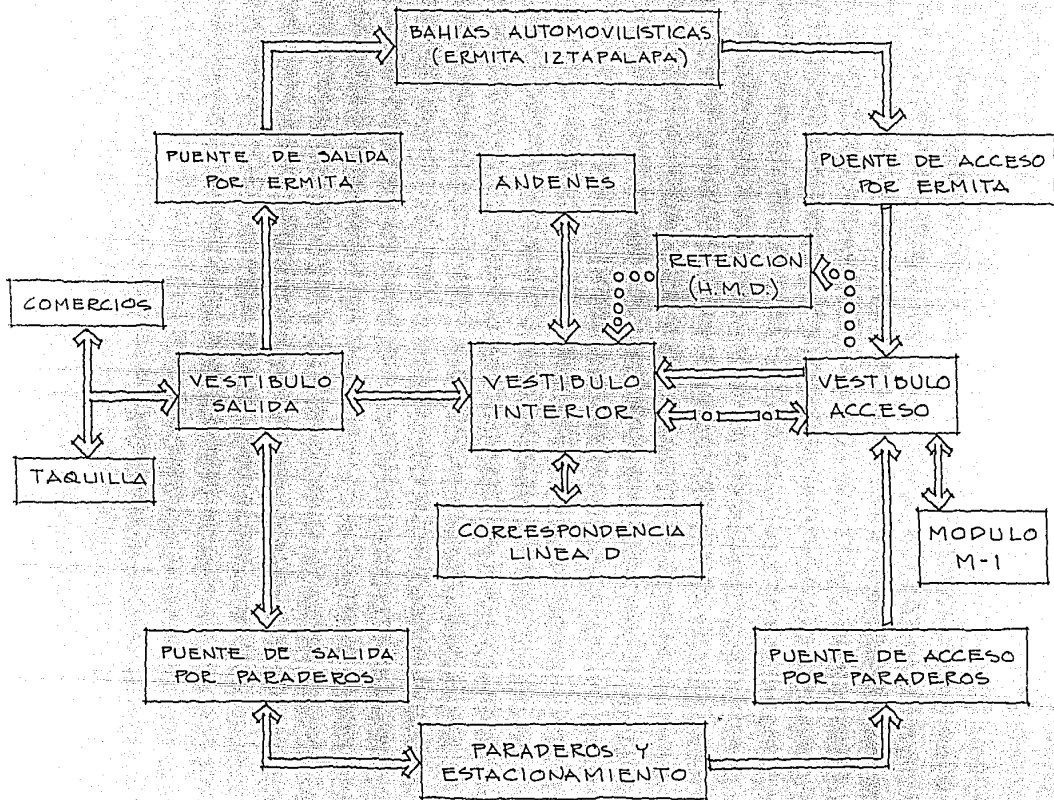 BAHIAS AUTOMOVILISTICAS
(ERMITA IZTAPALAPA)
PUENTE DE SALIDA
POR ERMITA
ANDENES
PUENTE DE ACCESO
POR ERMITA
RETENCION
(H.M.D.)
COMERCIOS
VESTIBULO
SALIDA
VESTIBULO
INTERIOR
VESTIBULO
ACCESO
TAQUILLA
CORRESPONDENCIA
LINEA D
MODULO
M-1
PUENTE DE SALIDA
POR PARADEROS
PUENTE DE ACCESO
POR PARADEROS
PARADEROS Y
ESTACIONAMIENTO